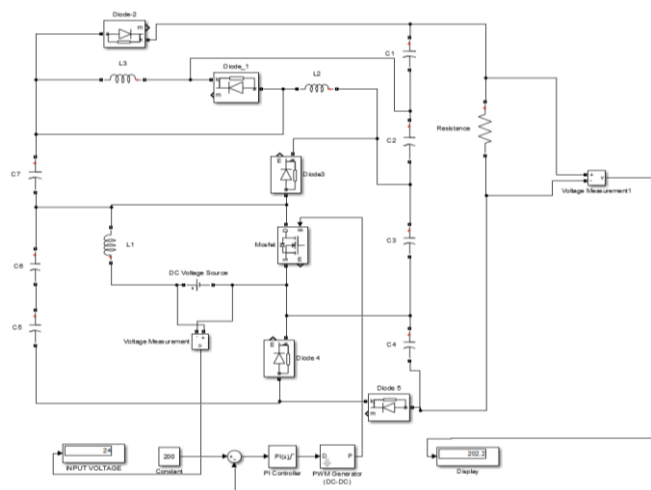 Diode-2
m
L3
Diode_1
m
L2
C1
C2
Resistance
C7
Diode3
m
L1
Mosfet
g
D
S
m
C3
Voltage Measurement1
+
-
v
C6
DC Voltage Source
C5
Voltage Measurement
+
-
v
Diode 4
m
C4
Diode 5
m
24
INPUT VOLTAGE
200
Constant
PI(s)
PI Controller
D
P
PWM Generator
(DC-DC)
202.2
Display